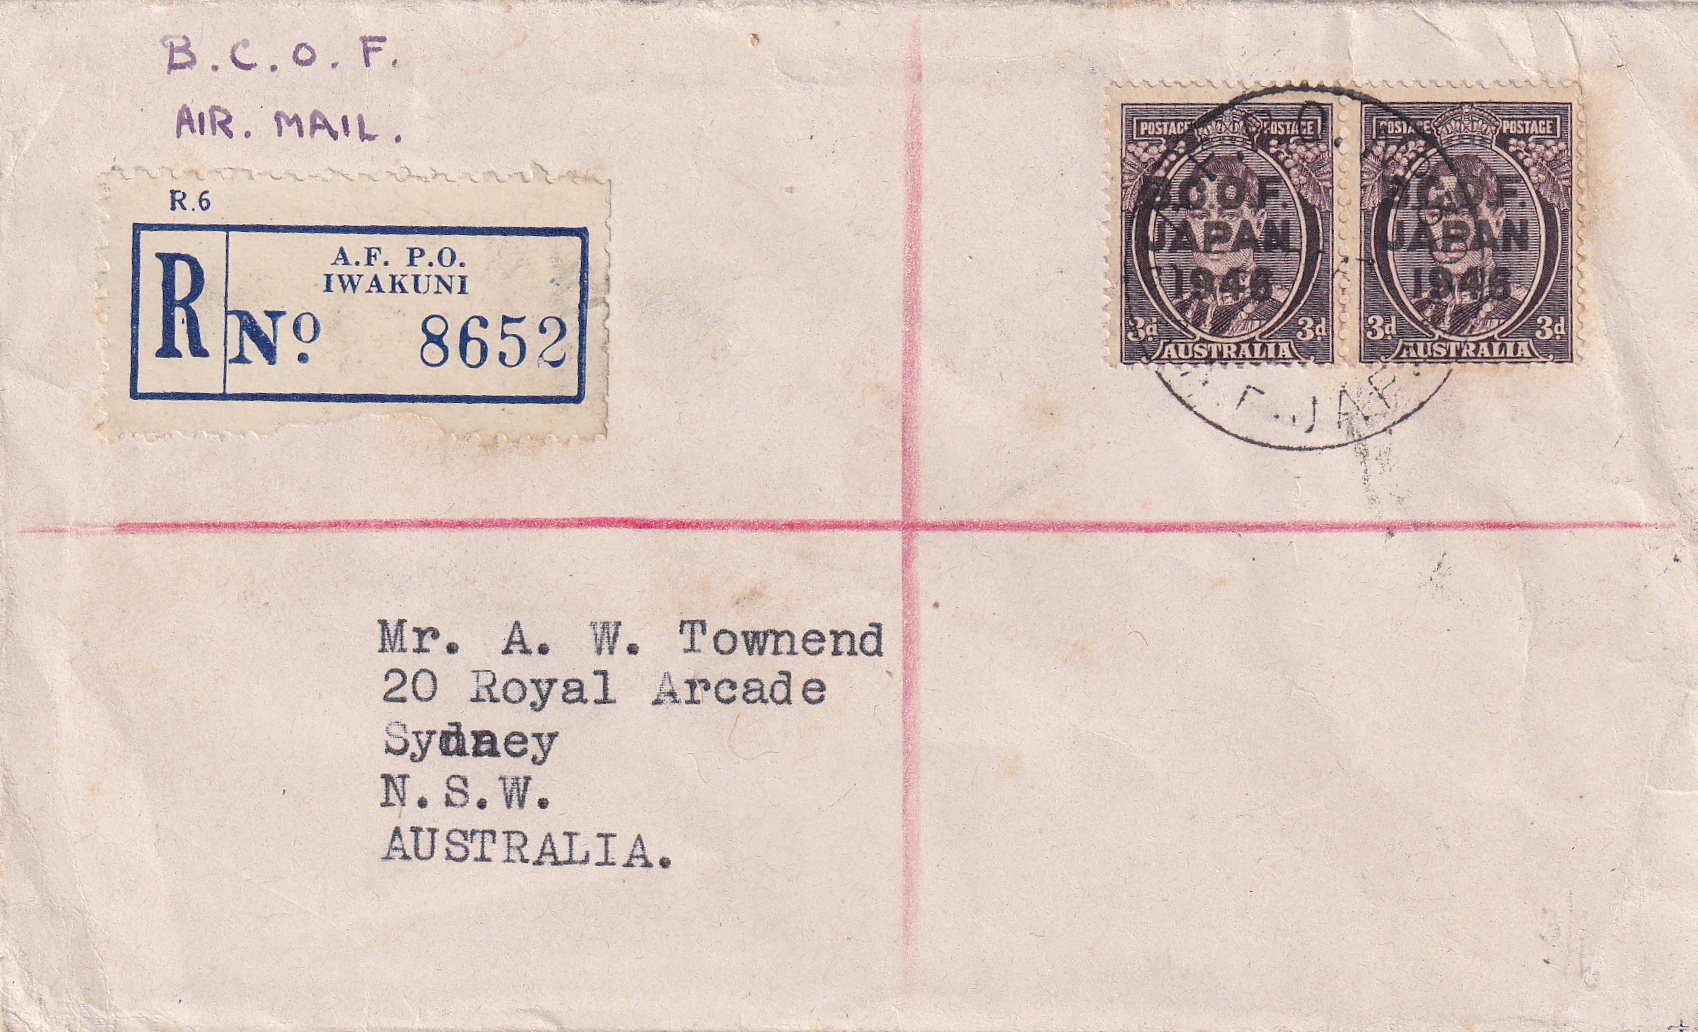 B.C.O.F.
AIR. MAIL.
R.6
R
A.F. P.O.
IWAKUNI
Nº. 8652
POSTAGE POSTAGE
B.C.O.F.
JAPAN
1946
3d 3d
AUSTRALIA
POSTAGE POSTAGE
B.C.O.F.
JAPAN
1946
3d 3d
AUSTRALIA
Mr. A. W. Townend
20 Royal Arcade
Sydney
N.S.W.
AUSTRALIA.